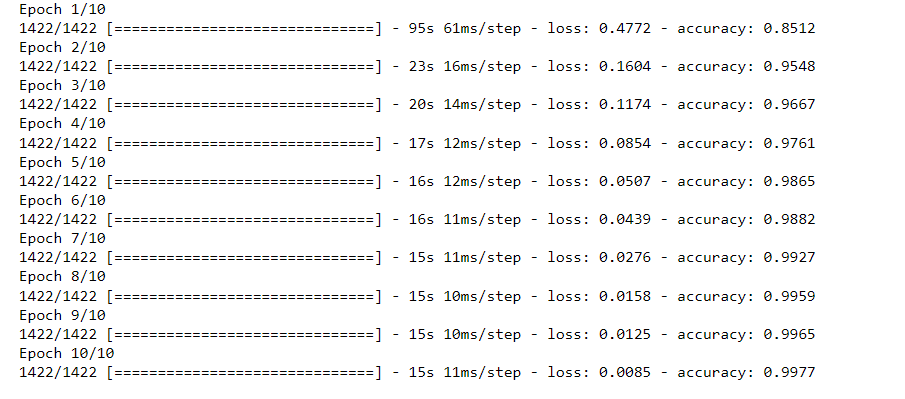 Epoch 1/10
1422/1422 [==============================] - 95s 61ms/step - loss: 0.4772 - accuracy: 0.8512
Epoch 2/10
1422/1422 [==============================] - 23s 16ms/step - loss: 0.1604 - accuracy: 0.9548
Epoch 3/10
1422/1422 [==============================] - 20s 14ms/step - loss: 0.1174 - accuracy: 0.9667
Epoch 4/10
1422/1422 [==============================] - 17s 12ms/step - loss: 0.0854 - accuracy: 0.9761
Epoch 5/10
1422/1422 [==============================] - 16s 12ms/step - loss: 0.0507 - accuracy: 0.9865
Epoch 6/10
1422/1422 [==============================] - 16s 11ms/step - loss: 0.0439 - accuracy: 0.9882
Epoch 7/10
1422/1422 [==============================] - 15s 11ms/step - loss: 0.0276 - accuracy: 0.9927
Epoch 8/10
1422/1422 [==============================] - 15s 10ms/step - loss: 0.0158 - accuracy: 0.9959
Epoch 9/10
1422/1422 [==============================] - 15s 10ms/step - loss: 0.0125 - accuracy: 0.9965
Epoch 10/10
1422/1422 [==============================] - 15s 11ms/step - loss: 0.0085 - accuracy: 0.9977